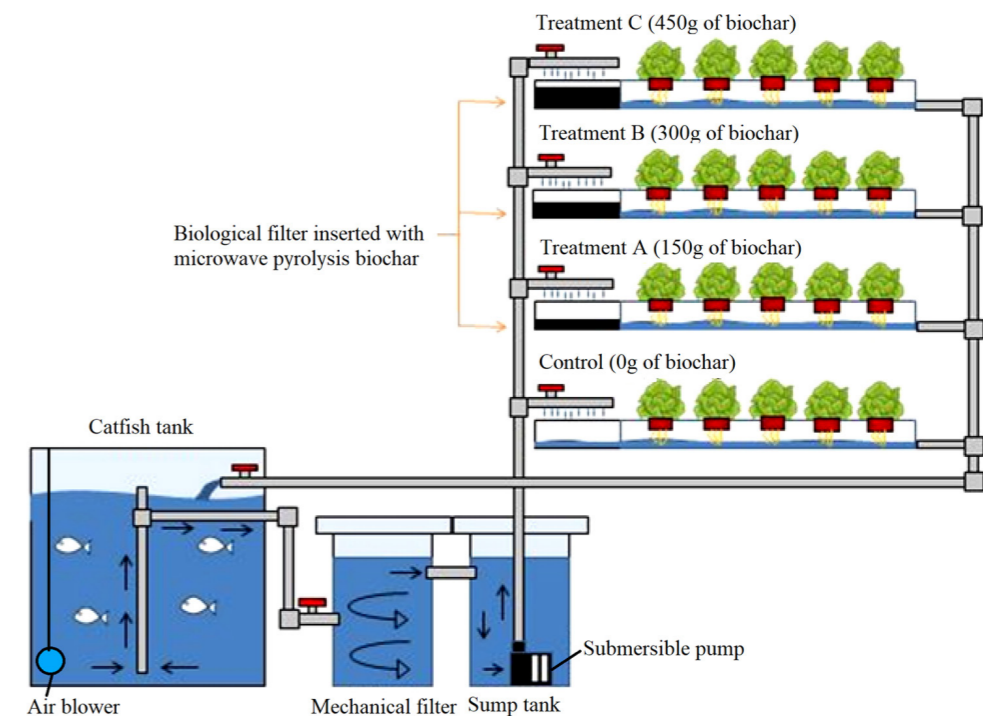 Treatment C (450g of biochar)
Treatment B (300g of biochar)
Biological filter inserted with
microwave pyrolysis biochar
Treatment A (150g of biochar)
Control (0g of biochar)
Catfish tank
Submersible pump
Air blower
Mechanical filter
Sump tank